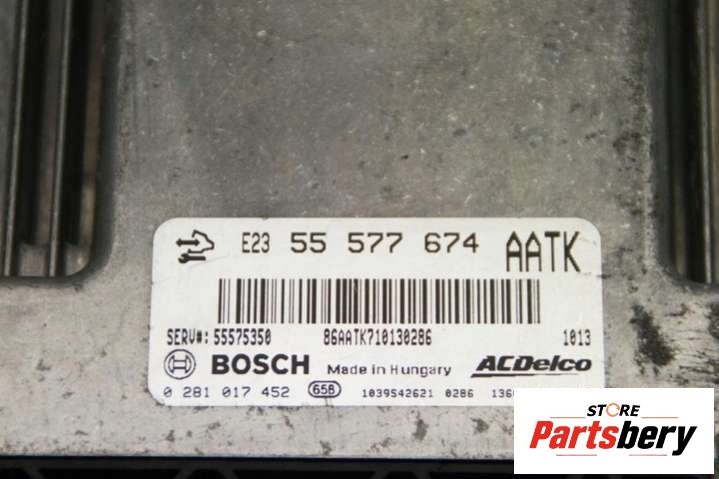 E23 55 577 674 AATK
SERV#: 55575350 86AATK710130286 1013
BOSCH Made in Hungary ACDelco
0 281 017 452 658 1039S42621 0286
STORE
Partsbery